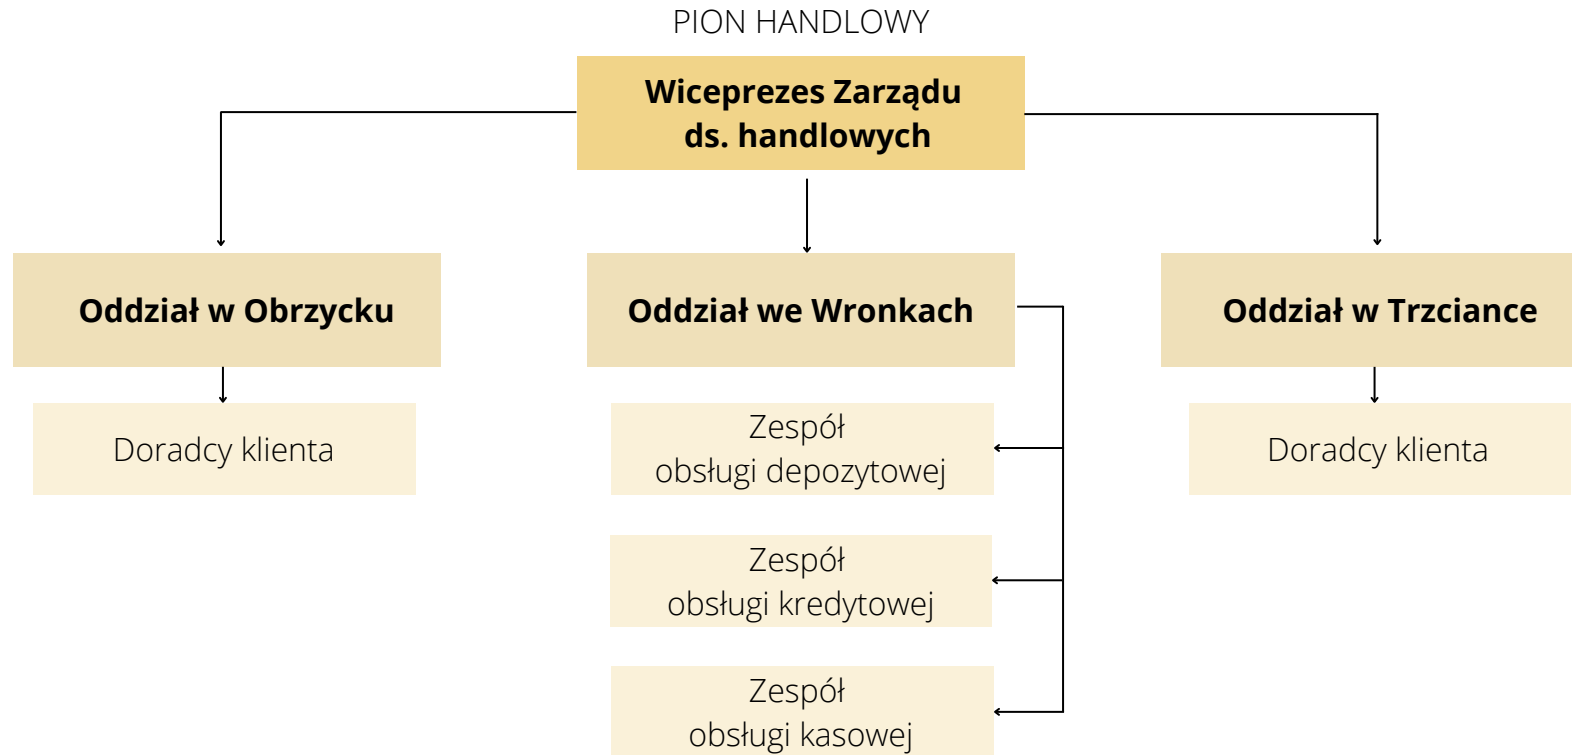 PION HANDLOWY
Wiceprezes Zarządu
ds. handlowych
Oddział w Obrzycku
Oddział we Wronkach
Oddział w Trzciance
Doradcy klienta
Zespół
obsługi depozytowej
Doradcy klienta
Zespół
obsługi kredytowej
Zespół
obsługi kasowej